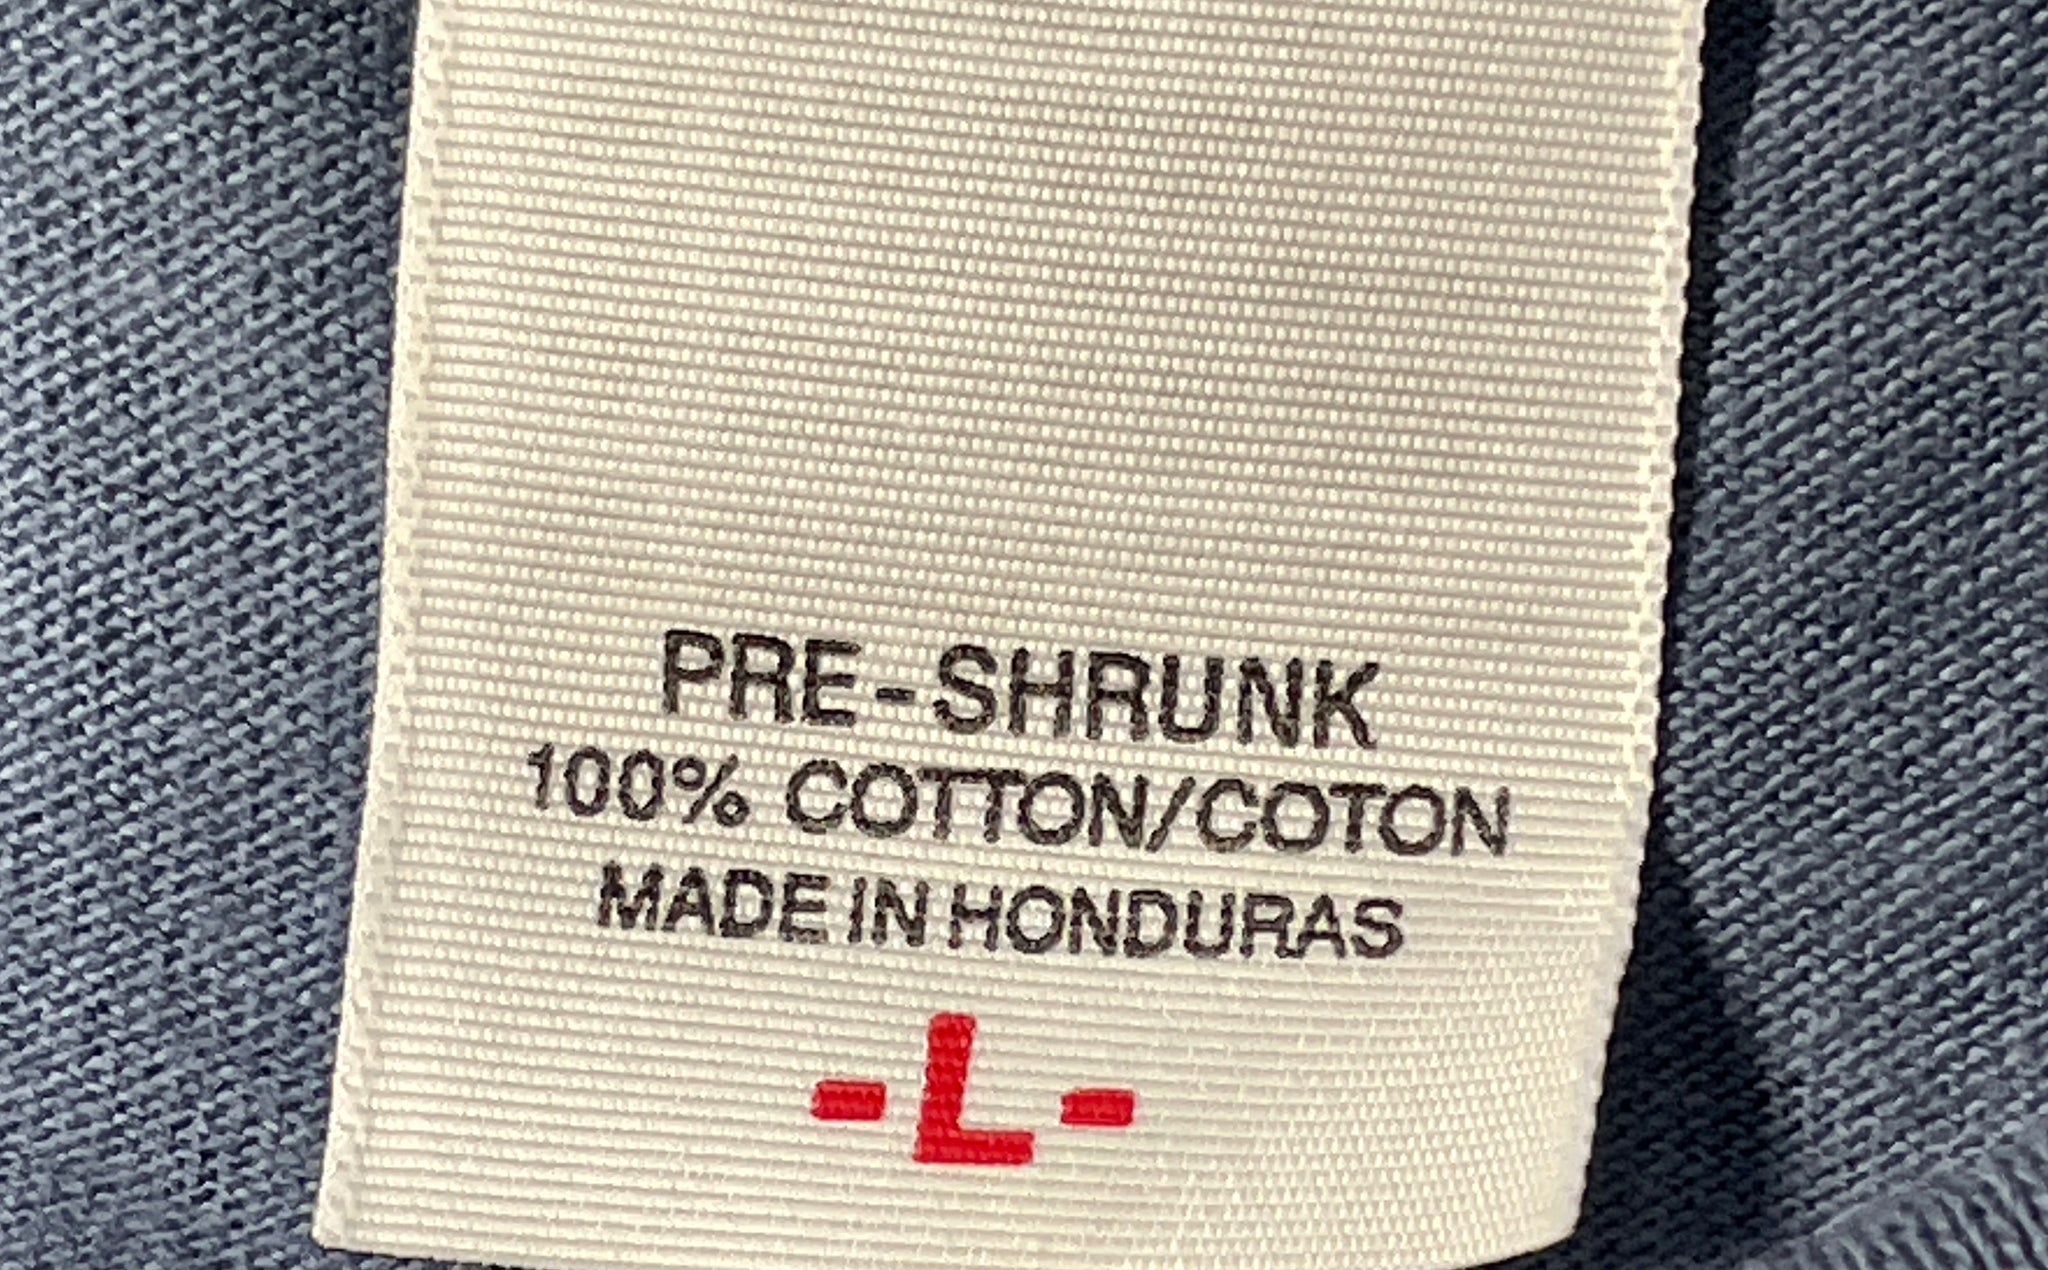 PRE-SHRUNK
100% COTTON/COTON
MADE IN HONDURAS
-L-